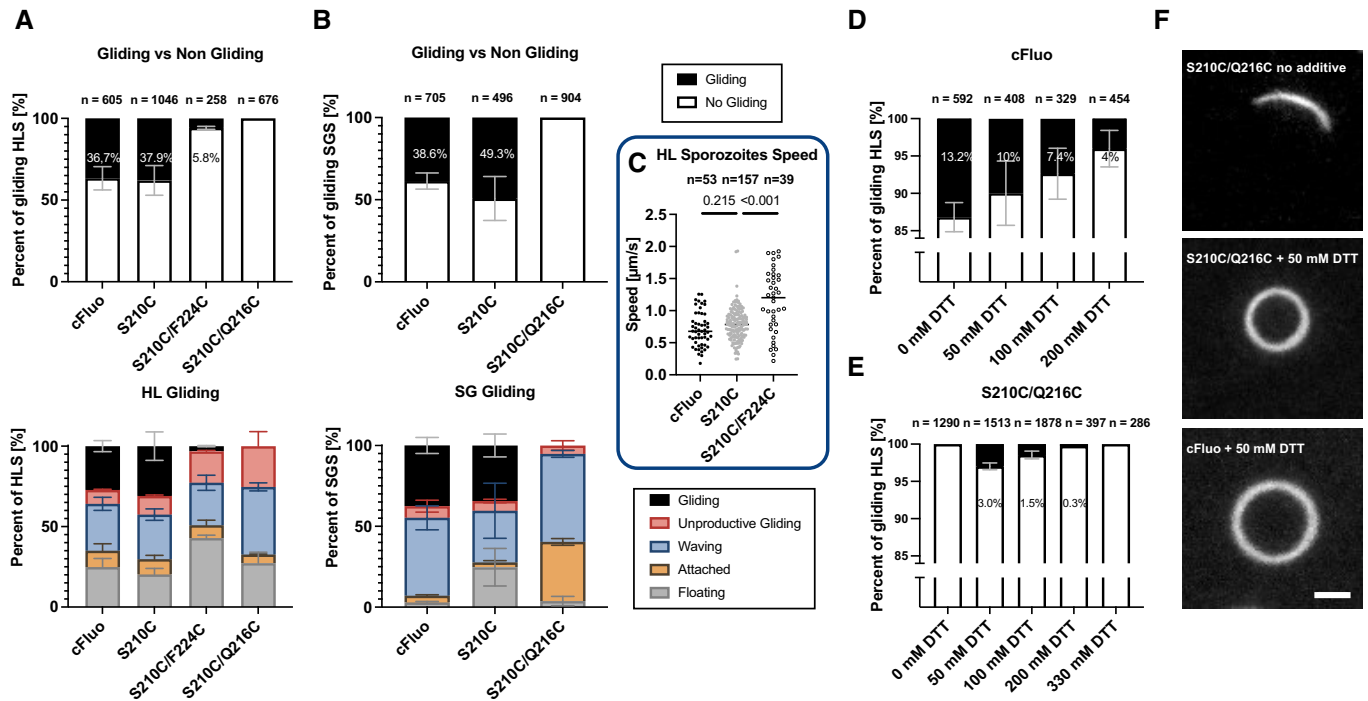 A
Gliding vs Non Gliding
n = 605 n = 1046 n = 258 n = 676
Percent of gliding HLS [%]
100
50
0
36,7%
37.9%
5.8%
cFluo
S210C
S210C/F224C
S210C/Q216C
HL Gliding
Percent of HLS [%]
100
50
0
cFluo
S210C
S210C/F224C
S210C/Q216C
B
Gliding vs Non Gliding
n = 705 n = 496 n = 904
Percent of gliding SGS [%]
100
50
0
38.6%
49.3%
cFluo
S210C
S210C/Q216C
SG Gliding
Percent of SGS [%]
100
50
0
cFluo
S210C
S210C/Q216C
Gliding
No Gliding
C
HL Sporozoites Speed
n=53 n=157 n=39
0.215 <0.001
Speed [µm/s]
2.5
2.0
1.5
1.0
0.5
0.0
cFluo
S210C
S210C/F224C
Gliding
Unproductive Gliding
Waving
Attached
Floating
D
cFluo
n = 592 n = 408 n = 329 n = 454
Percent of gliding HLS [%]
100
95
90
85
0
13.2%
10%
7.4%
4%
0 mM DTT
50 mM DTT
100 mM DTT
200 mM DTT
E
S210C/Q216C
n = 1290 n = 1513 n = 1878 n = 397 n = 286
Percent of gliding HLS [%]
100
95
90
85
0
3.0%
1.5%
0.3%
0 mM DTT
50 mM DTT
100 mM DTT
200 mM DTT
330 mM DTT
F
S210C/Q216C no additive
S210C/Q216C + 50 mM DTT
cFluo + 50 mM DTT